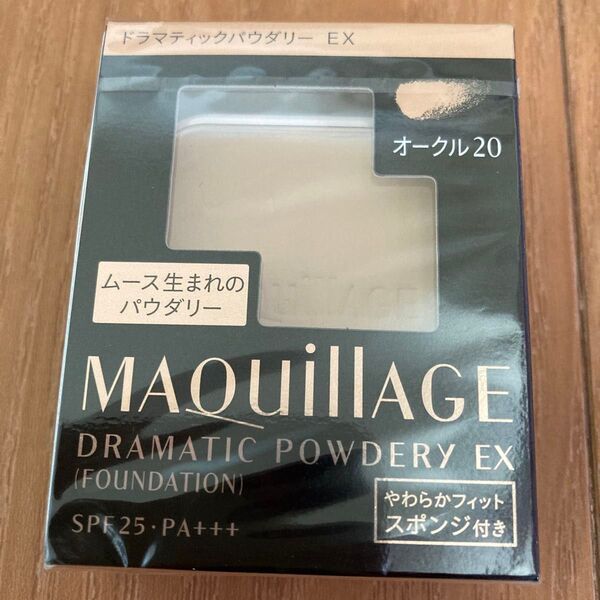 ドラマティックパウダリー EX
オークル20
uillAGE
ムース生まれの
パウダリー
MAQuillAGE
DRAMATIC POWDERY EX
(FOUNDATION)
やわらかフィット
スポンジ付き
SPF25・PA+++